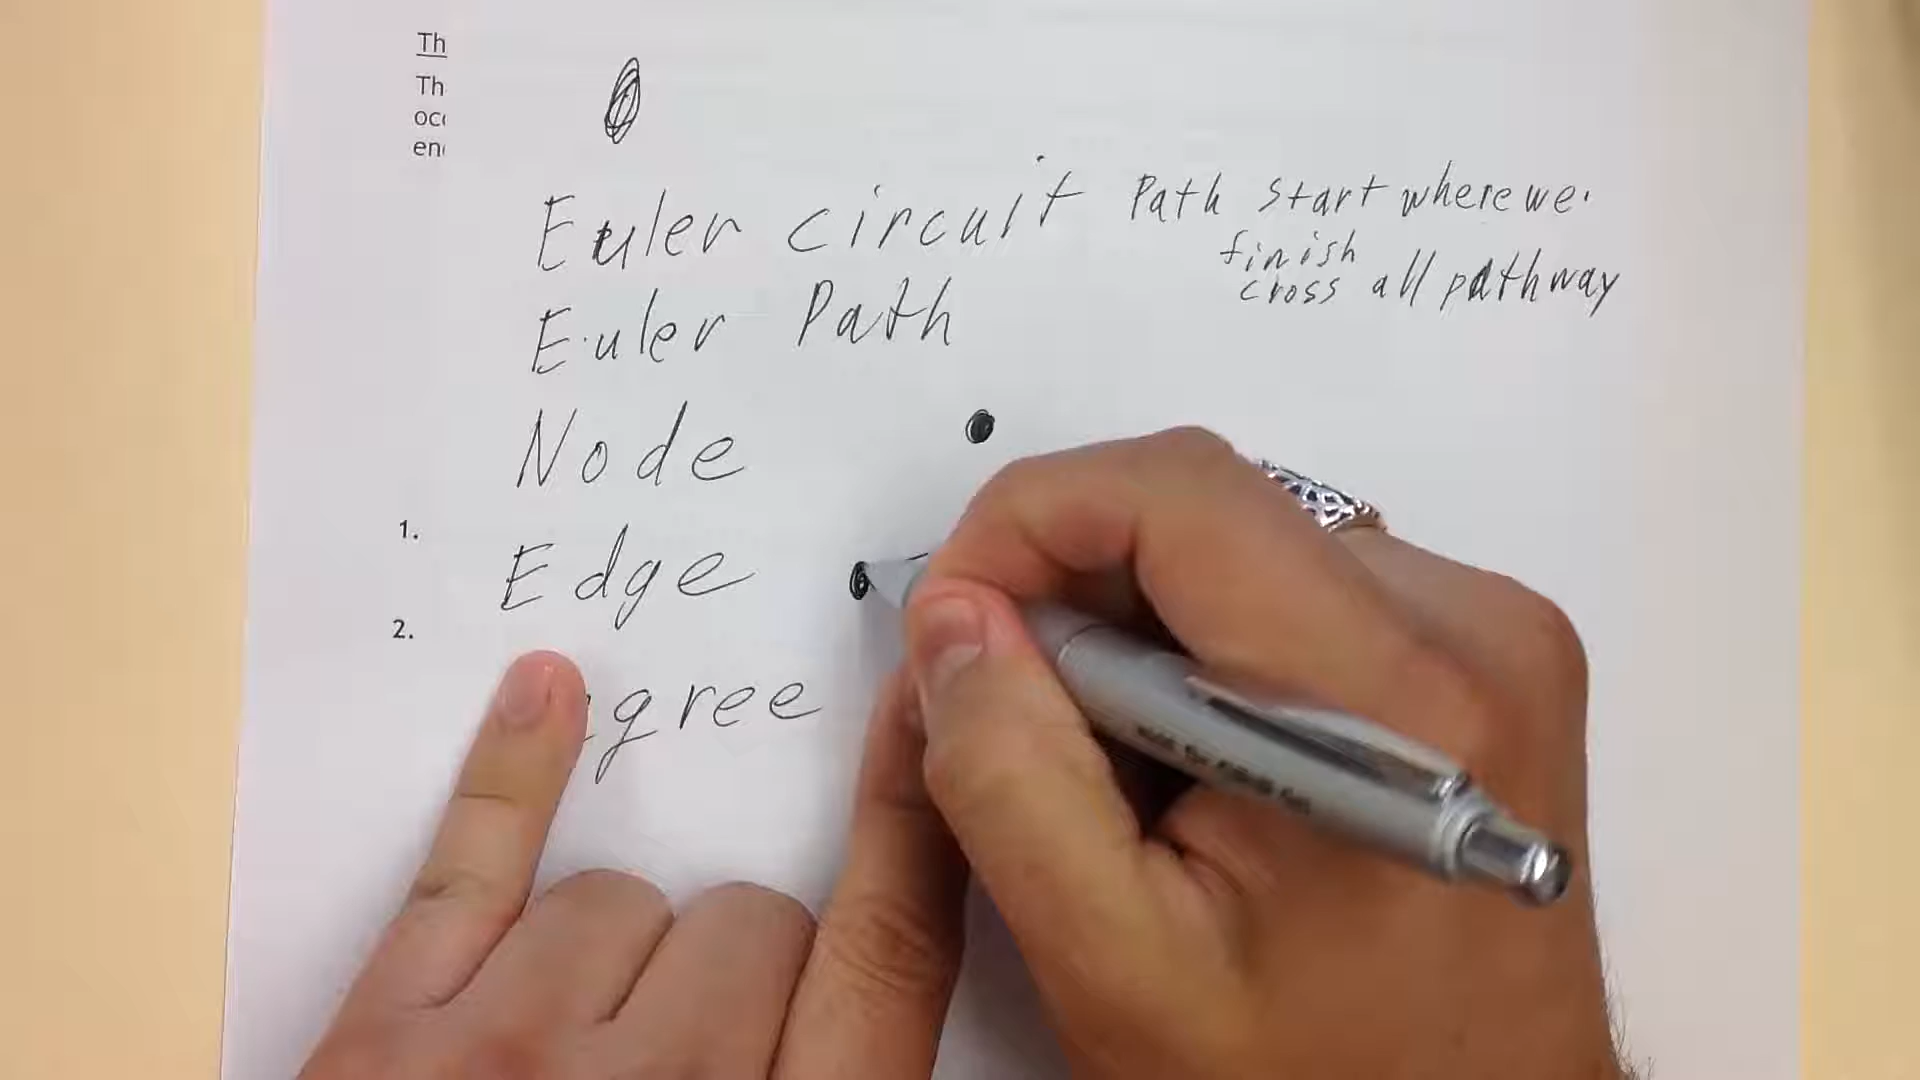 Th
Th
oc
en
Euler circuit Path start where we
finish
cross all pathway
Euler Path
Node
1.
Edge
2.
gree